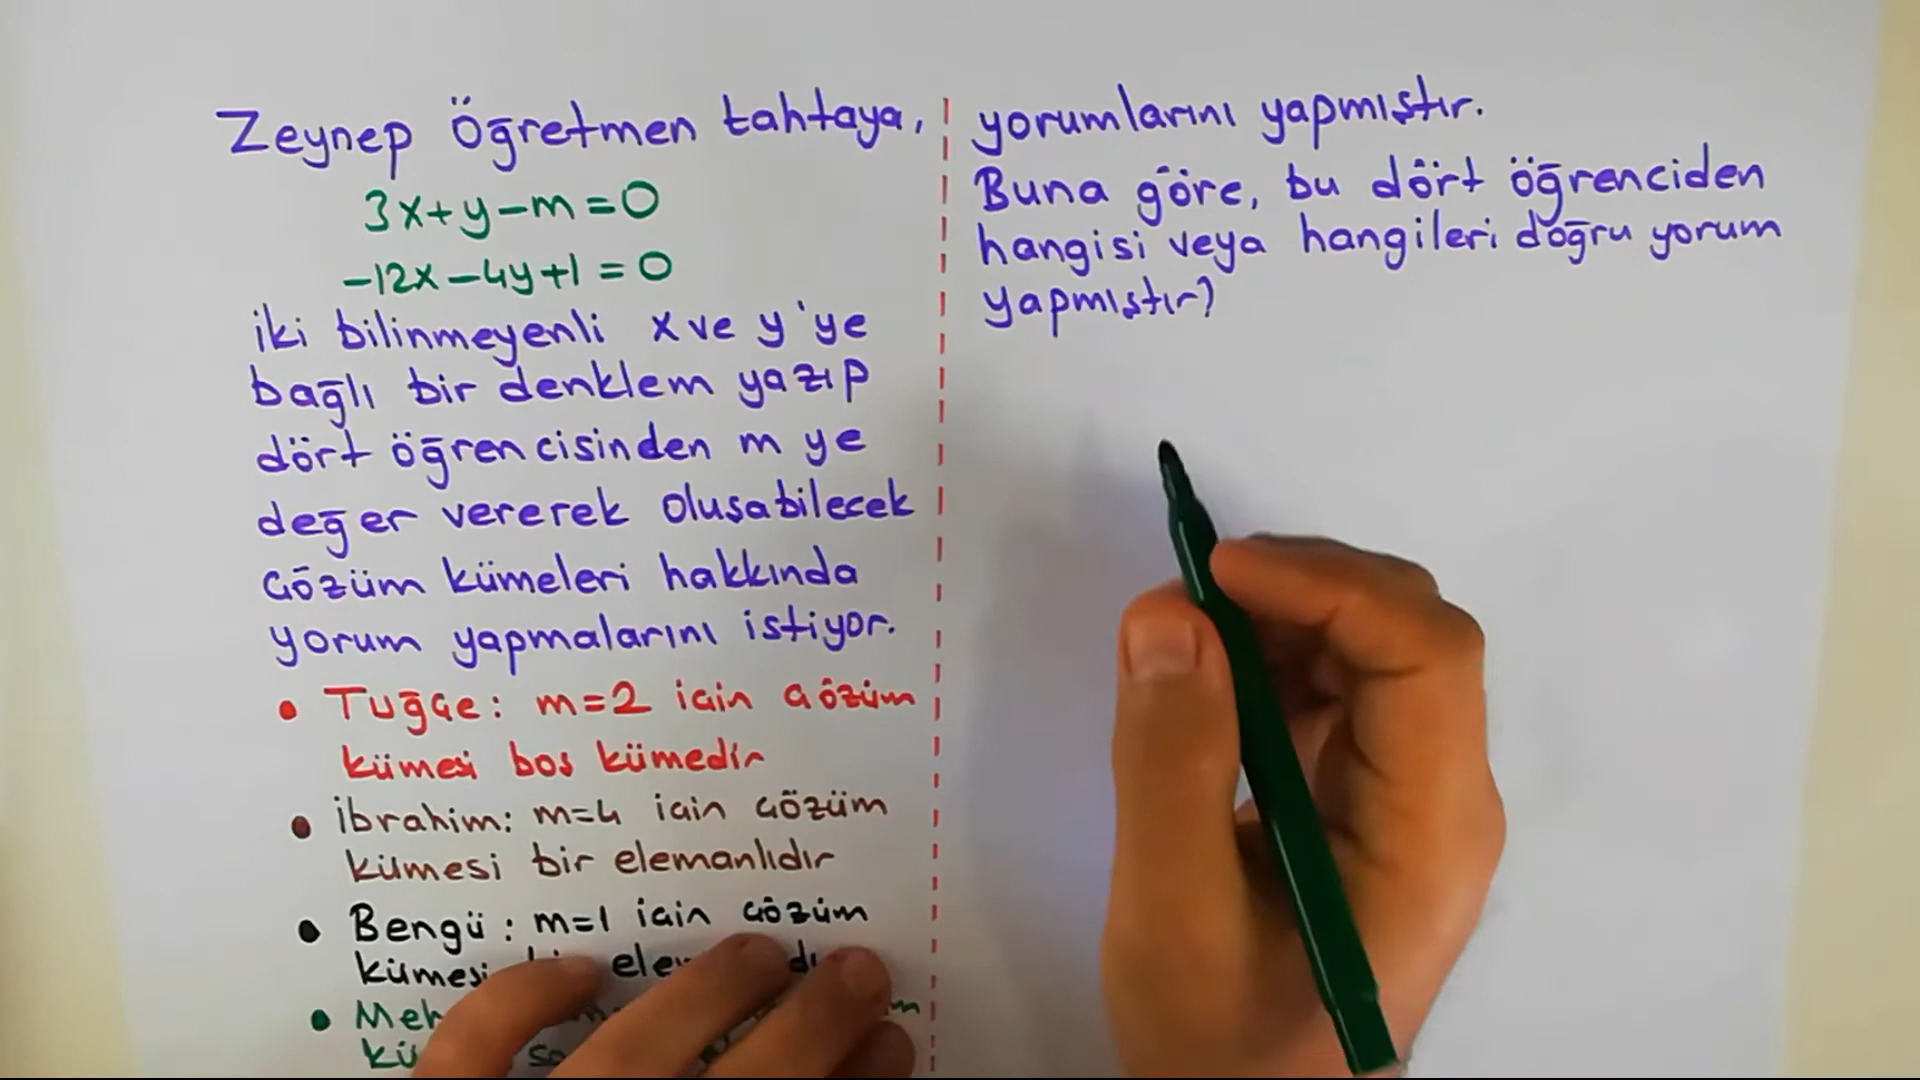 Zeynep Öğretmen tahtaya,
3x+y-m=0
-12x-4y+1=0
iki bilinmeyenli x ve y'ye
bağlı bir denklem yazıp
dört öğrencisinden m ye
değer vererek oluşabilecek
çözüm kümeleri hakkında
yorum yapmalarını istiyor.
• Tuğçe: m=2 için çözüm
kümesi boş kümedir
• İbrahim: m=4 için çözüm
kümesi bir elemanlıdır
• Bengü: m=1 için çözüm
kümesi
•
yorumlarını yapmıştır.
Buna göre, bu dört öğrenciden
hangisi veya hangileri doğru yorum
yapmıştır?